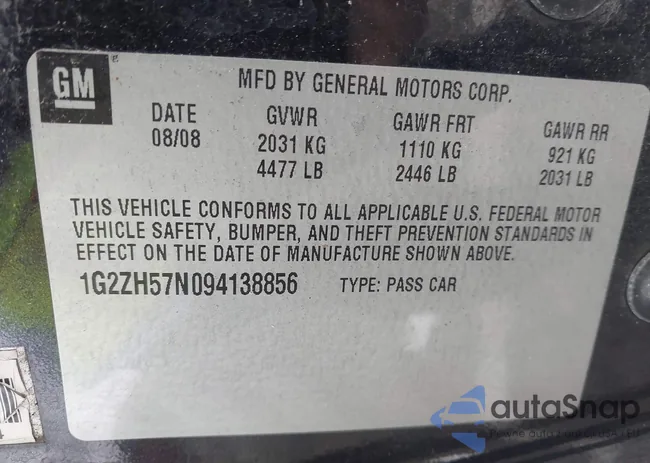 GM
MFD BY GENERAL MOTORS CORP.
DATE GVWR GAWR FRT GAWR RR
08/08 2031 KG 1110 KG 921 KG
4477 LB 2446 LB 2031 LB
THIS VEHICLE CONFORMS TO ALL APPLICABLE U.S. FEDERAL MOTOR
VEHICLE SAFETY, BUMPER, AND THEFT PREVENTION STANDARDS IN
EFFECT ON THE DATE OF MANUFACTURE SHOWN ABOVE.
1G2ZH57N094138856 TYPE: PASS CAR
autaSnap